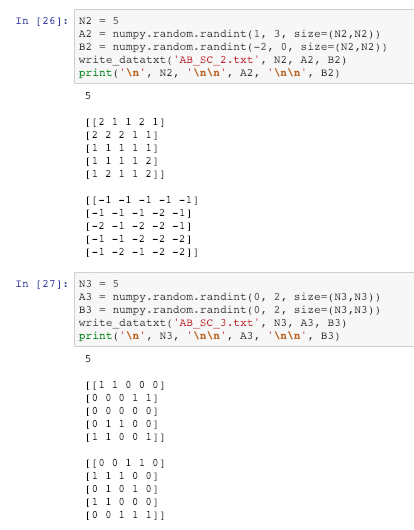 In [26]: N2 = 5
A2 = numpy.random.randint(1, 3, size=(N2,N2))
B2 = numpy.random.randint(-2, 0, size=(N2,N2))
write_datatxt('AB_SC_2.txt', N2, A2, B2)
print('\n', N2, '\n\n', A2, '\n\n', B2)
5
[[2 1 1 2 1]
[2 2 2 1 1]
[1 1 1 1 1]
[1 1 1 1 2]
[1 2 1 1 2]]
[[-1 -1 -1 -1 -1]
[-1 -1 -1 -2 -1]
[-2 -1 -2 -2 -1]
[-1 -1 -2 -2 -2]
[-1 -2 -1 -2 -2]]
In [27]: N3 = 5
A3 = numpy.random.randint(0, 2, size=(N3,N3))
B3 = numpy.random.randint(0, 2, size=(N3,N3))
write_datatxt('AB_SC_3.txt', N3, A3, B3)
print('\n', N3, '\n\n', A3, '\n\n', B3)
5
[[1 1 0 0 0]
[0 0 0 1 1]
[0 0 0 0 0]
[0 1 1 0 0]
[1 1 0 0 1]]
[[0 0 1 1 0]
[1 1 1 0 0]
[0 1 0 1 0]
[1 1 0 0 0]
[0 0 1 1 1]]